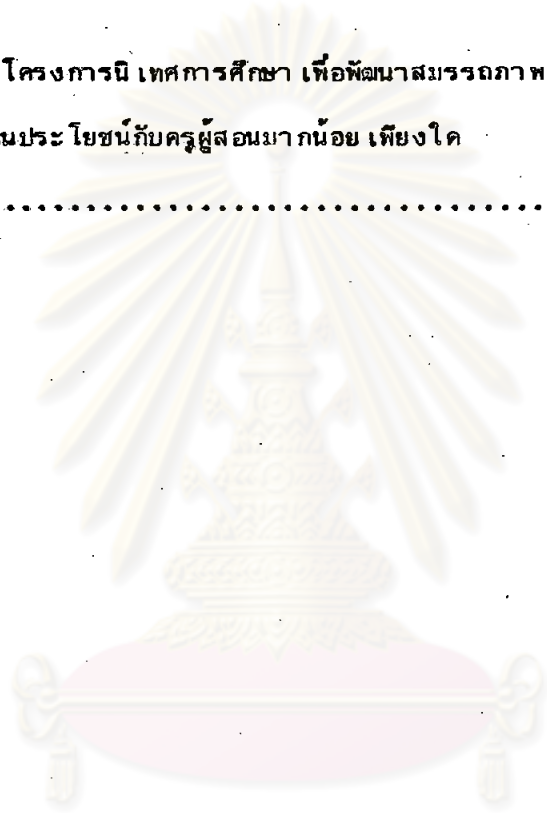 โครงการนิเทศการศึกษา เพื่อพัฒนาสมรรถภาพ
นประโยชน์กับครูผู้สอนมากน้อย เพียงใด
..................................